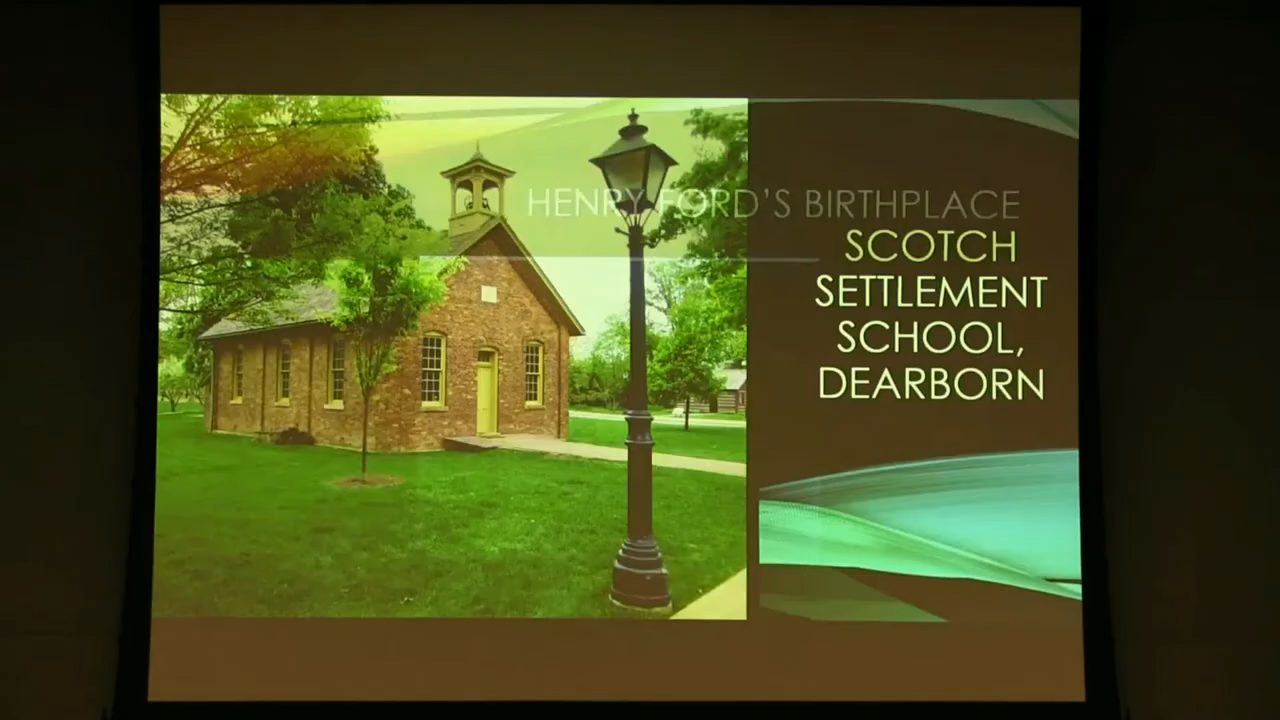 HENRY FORD'S BIRTHPLACE
SCOTCH
SETTLEMENT
SCHOOL,
DEARBORN